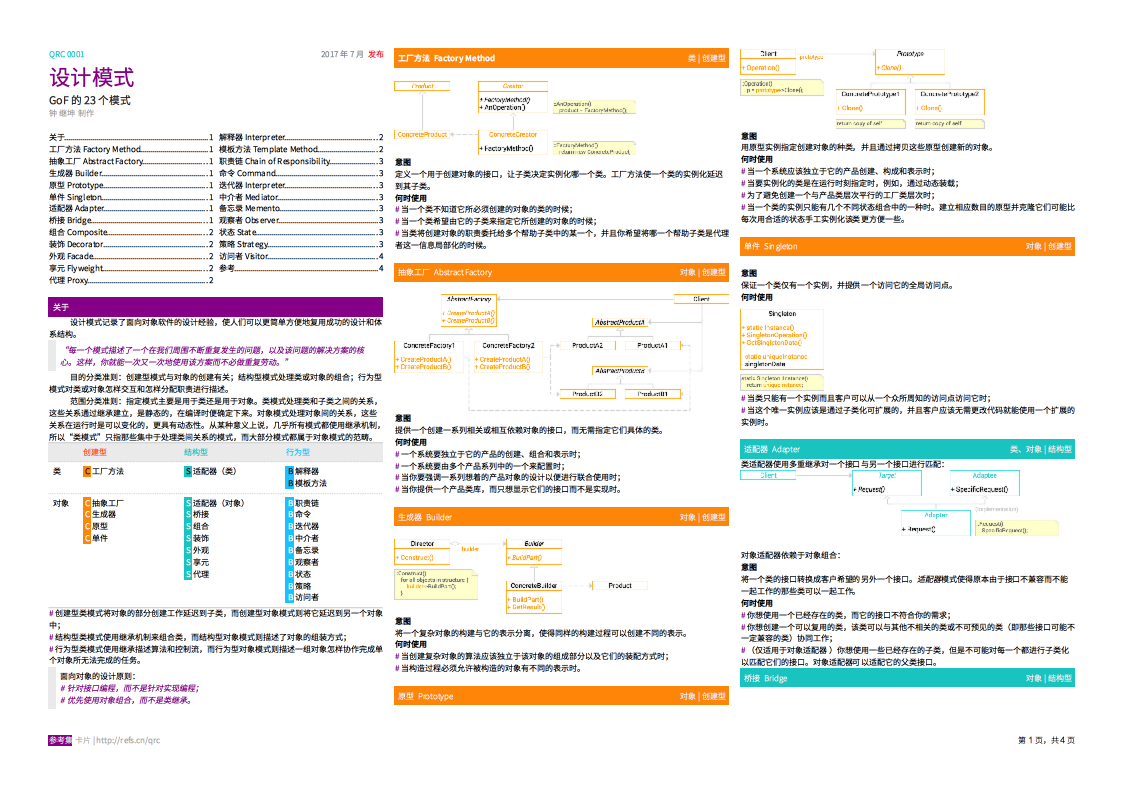 QRC 0001
2017 年 7 月 发布
设计模式
GoF 的 23 个模式
钟 继坤 制作
关于 1
工厂方法 Factory Method 1
抽象工厂 Abstract Factory 1
生成器 Builder 1
原型 Prototype 1
单件 Singleton 1
适配器 Adapter 1
桥接 Bridge 1
组合 Composite 2
装饰 Decorator 2
外观 Facade 2
享元 Flyweight 2
代理 Proxy 2
解释器 Interpreter 2
模板方法 Template Method 2
职责链 Chain of Responsibility 3
命令 Command 3
迭代器 Interpreter 3
中介者 Mediator 3
备忘录 Memento 3
观察者 Observer 3
状态 State 3
策略 Strategy 3
访问者 Visitor 4
参考 4
关于
设计模式记录了面向对象软件的设计经验，使人们可以更简单方便地复用成功的设计和体
系结构。
“每一个模式描述了一个在我们周围不断重复发生的问题，以及该问题的解决方案的核
心。这样，你就能一次又一次地使用该方案而不必做重复劳动。”
目的分类准则：创建型模式与对象的创建有关；结构型模式处理类或对象的组合；行为型
模式对类或对象怎样交互和怎样分配职责进行描述。
范围分类准则：指定模式主要是用于类还是用于对象。类模式处理类和子类之间的关系，
这些关系通过继承建立，是静态的，在编译时便确定下来。对象模式处理对象间的关系，这些
关系在运行时是可以变化的，更具有动态性。从某种意义上说，几乎所有模式都使用继承机制，
所以“类模式”只指那些集中于处理类间关系的模式，而大部分模式都属于对象模式的范畴。
创建型 结构型 行为型
类 C 工厂方法 S 适配器（类） B 解释器
B 模板方法
对象 C 抽象工厂 S 适配器（对象） B 职责链
C 生成器 S 桥接 B 命令
C 原型 S 组合 B 迭代器
C 单件 S 装饰 B 中介者
S 外观 B 备忘录
S 享元 B 观察者
S 代理 B 状态
B 策略
B 访问者
# 创建型类模式将对象的部分创建工作延迟到子类，而创建型对象模式则将它延迟到另一个对象
中；
# 结构型类模式使用继承机制来组合类，而结构型对象模式则描述了对象的组装方式；
# 行为型类模式使用继承描述算法和控制流，而行为型对象模式则描述一组对象怎样协作完成单
个对象所无法完成的任务。
面向对象的设计原则：
# 针对接口编程，而不是针对实现编程；
# 优先使用对象组合，而不是类继承。
工厂方法 Factory Method 类 | 创建型
Product
Creator
+ FactoryMethod()
+ AnOperation()
::AnOperation()
product = FactoryMethod();
ConcreteProduct
ConcreteCreator
+ FactoryMethod()
::FactoryMethod()
return new ConcreteProduct;
意图
定义一个用于创建对象的接口，让子类决定实例化哪一个类。工厂方法使一个类的实例化延迟
到其子类。
何时使用
# 当一个类不知道它所必须创建的对象的类的时候；
# 当一个类希望由它的子类来指定它所创建的对象的时候；
# 当类将创建对象的职责委托给多个帮助子类中的某一个，并且你希望将哪一个帮助子类是代理
者这一信息局部化的时候。
抽象工厂 Abstract Factory 对象 | 创建型
AbstractFactory
+ CreateProductA()
+ CreateProductB()
Client
AbstractProductA
ConcreteFactory1
+ CreateProductA()
+ CreateProductB()
ConcreteFactory2
+ CreateProductA()
+ CreateProductB()
ProductA2
ProductA1
AbstractProductB
ProductB2
ProductB1
意图
提供一个创建一系列相关或相互依赖对象的接口，而无需指定它们具体的类。
何时使用
# 一个系统要独立于它的产品的创建、组合和表示时；
# 一个系统要由多个产品系列中的一个来配置时；
# 当你要强调一系列想着的产品对象的设计以便进行联合使用时；
# 当你提供一个产品类库，而只想显示它们的接口而不是实现时。
生成器 Builder 对象 | 创建型
Director
+ Construct()
builder
Builder
+ BuildPart()
::Construct()
for all objects in structure {
builder->BuildPart();
}
ConcreteBuilder
+ BuildPart()
+ GetResult()
Product
意图
将一个复杂对象的构建与它的表示分离，使得同样的构建过程可以创建不同的表示。
何时使用
# 当创建复杂对象的算法应该独立于该对象的组成部分以及它们的装配方式时；
# 当构造过程必须允许被构造的对象有不同的表示时。
原型 Prototype 对象 | 创建型
Client
+ Operation()
prototype
Prototype
+ Clone()
::Operation()
p = prototype->Clone();
ConcretePrototype1
+ Clone()
ConcretePrototype2
+ Clone()
return copy of self
return copy of self
意图
用原型实例指定创建对象的种类，并且通过拷贝这些原型创建新的对象。
何时使用
# 当一个系统应该独立于它的产品创建、构成和表示时；
# 当要实例化的类是在运行时刻指定时，例如，通过动态装载；
# 为了避免创建一个与产品类层次平行的工厂类层次时；
# 当一个类的实例只能有几个不同状态组合中的一种时。建立相应数目的原型并克隆它们可能比
每次用合适的状态手工实例化该类更方便一些。
单件 Singleton 对象 | 创建型
意图
保证一个类仅有一个实例，并提供一个访问它的全局访问点。
何时使用
Singleton
+ static Instance()
+ SingletonOperation()
+ GetSingletonData()
- static uniqueInstance
singletonData
static Singleton::Instance()
return uniqueInstance;
# 当类只能有一个实例而且客户可以从一个众所周知的访问点访问它时；
# 当这个唯一实例应该是通过子类化可扩展的，并且客户应该无需更改代码就能使用一个扩展的
实例时。
适配器 Adapter 类、对象 | 结构型
类适配器使用多重继承对一个接口与另一个接口进行匹配：
Client
Target
+ Request()
Adaptee
+ SpecificRequest()
(implementation)
Adapter
+ Request()
::Request()
SpecificRequest();
对象适配器依赖于对象组合：
意图
将一个类的接口转换成客户希望的另外一个接口。适配器模式使得原本由于接口不兼容而不能
一起工作的那些类可以一起工作。
何时使用
# 你想使用一个已经存在的类，而它的接口不符合你的需求；
# 你想创建一个可以复用的类，该类可以与其他不相关的类或不可预见的类（即那些接口可能不
一定兼容的类）协同工作；
# （仅适用于对象适配器 ）你想使用一些已经存在的子类，但是不可能对每一个都进行子类化
以匹配它们的接口。对象适配器可以适配它的父类接口。
桥接 Bridge 对象 | 结构型
参考集 卡片 | http://refs.cn/qrc
第 1 页，共 4 页